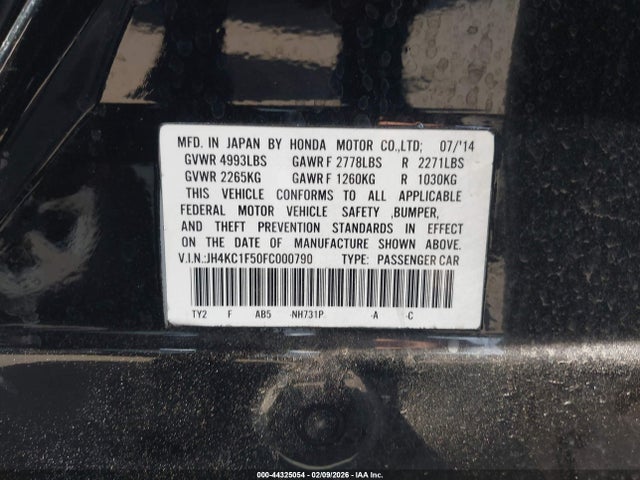 MFD. IN JAPAN BY HONDA MOTOR CO.,LTD; 07/'14
GVWR 4993LBS GAWR F 2778LBS R 2271LBS
GVWR 2265KG GAWR F 1260KG R 1030KG
THIS VEHICLE CONFORMS TO ALL APPLICABLE
FEDERAL MOTOR VEHICLE SAFETY ,BUMPER,
AND THEFT PREVENTION STANDARDS IN EFFECT
ON THE DATE OF MANUFACTURE SHOWN ABOVE.
V.I.N.:JH4KC1F50FC000790 TYPE: PASSENGER CAR
TY2 F AB5 -NH731P -A -C
000-44325054 - 02/09/2026 - IAA Inc.